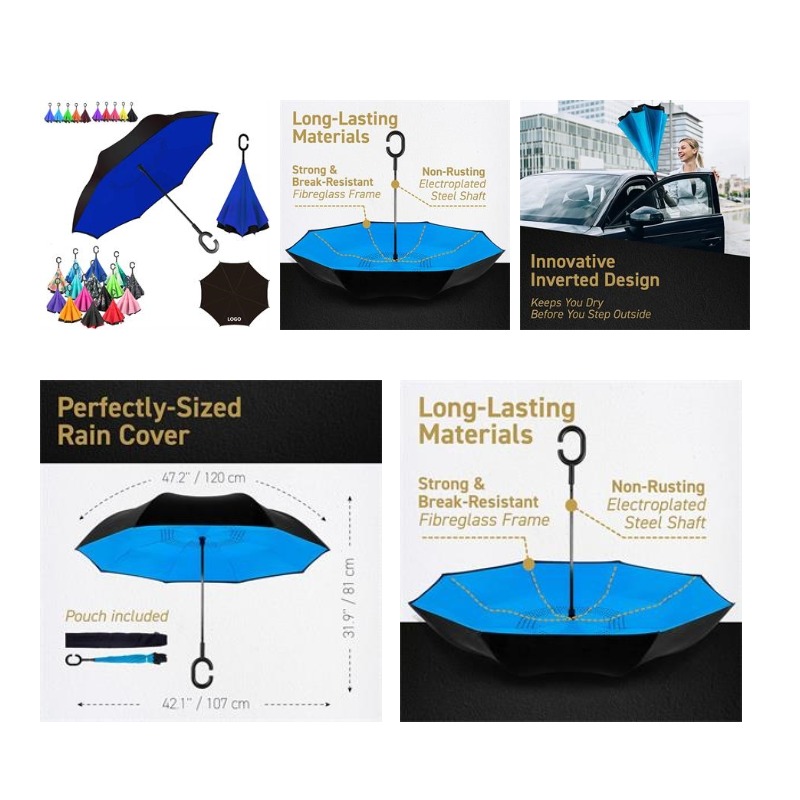 LOGO
Long-Lasting
Materials
Strong &
Break-Resistant
Fibreglass Frame
Non-Rusting
Electroplated
Steel Shaft
Innovative
Inverted Design
Keeps You Dry
Before You Step Outside
Perfectly-Sized
Rain Cover
47.2" / 120 cm
31.9" / 81 cm
Pouch included
42.1" / 107 cm
Long-Lasting
Materials
Strong &
Break-Resistant
Fibreglass Frame
Non-Rusting
Electroplated
Steel Shaft